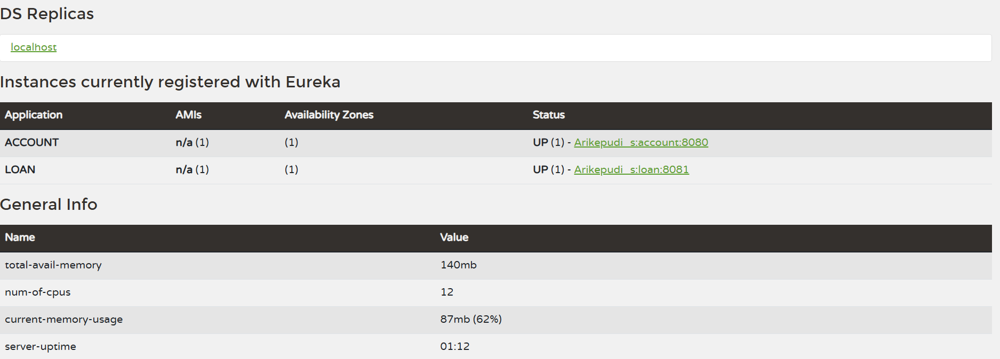 DS Replicas
localhost
Instances currently registered with Eureka
Application AMIs Availability Zones Status
ACCOUNT n/a (1) (1) UP (1) - Arikepudi_s:account:8080
LOAN n/a (1) (1) UP (1) - Arikepudi_s:loan:8081
General Info
Name Value
total-avail-memory 140mb
num-of-cpus 12
current-memory-usage 87mb (62%)
server-uptime 01:12